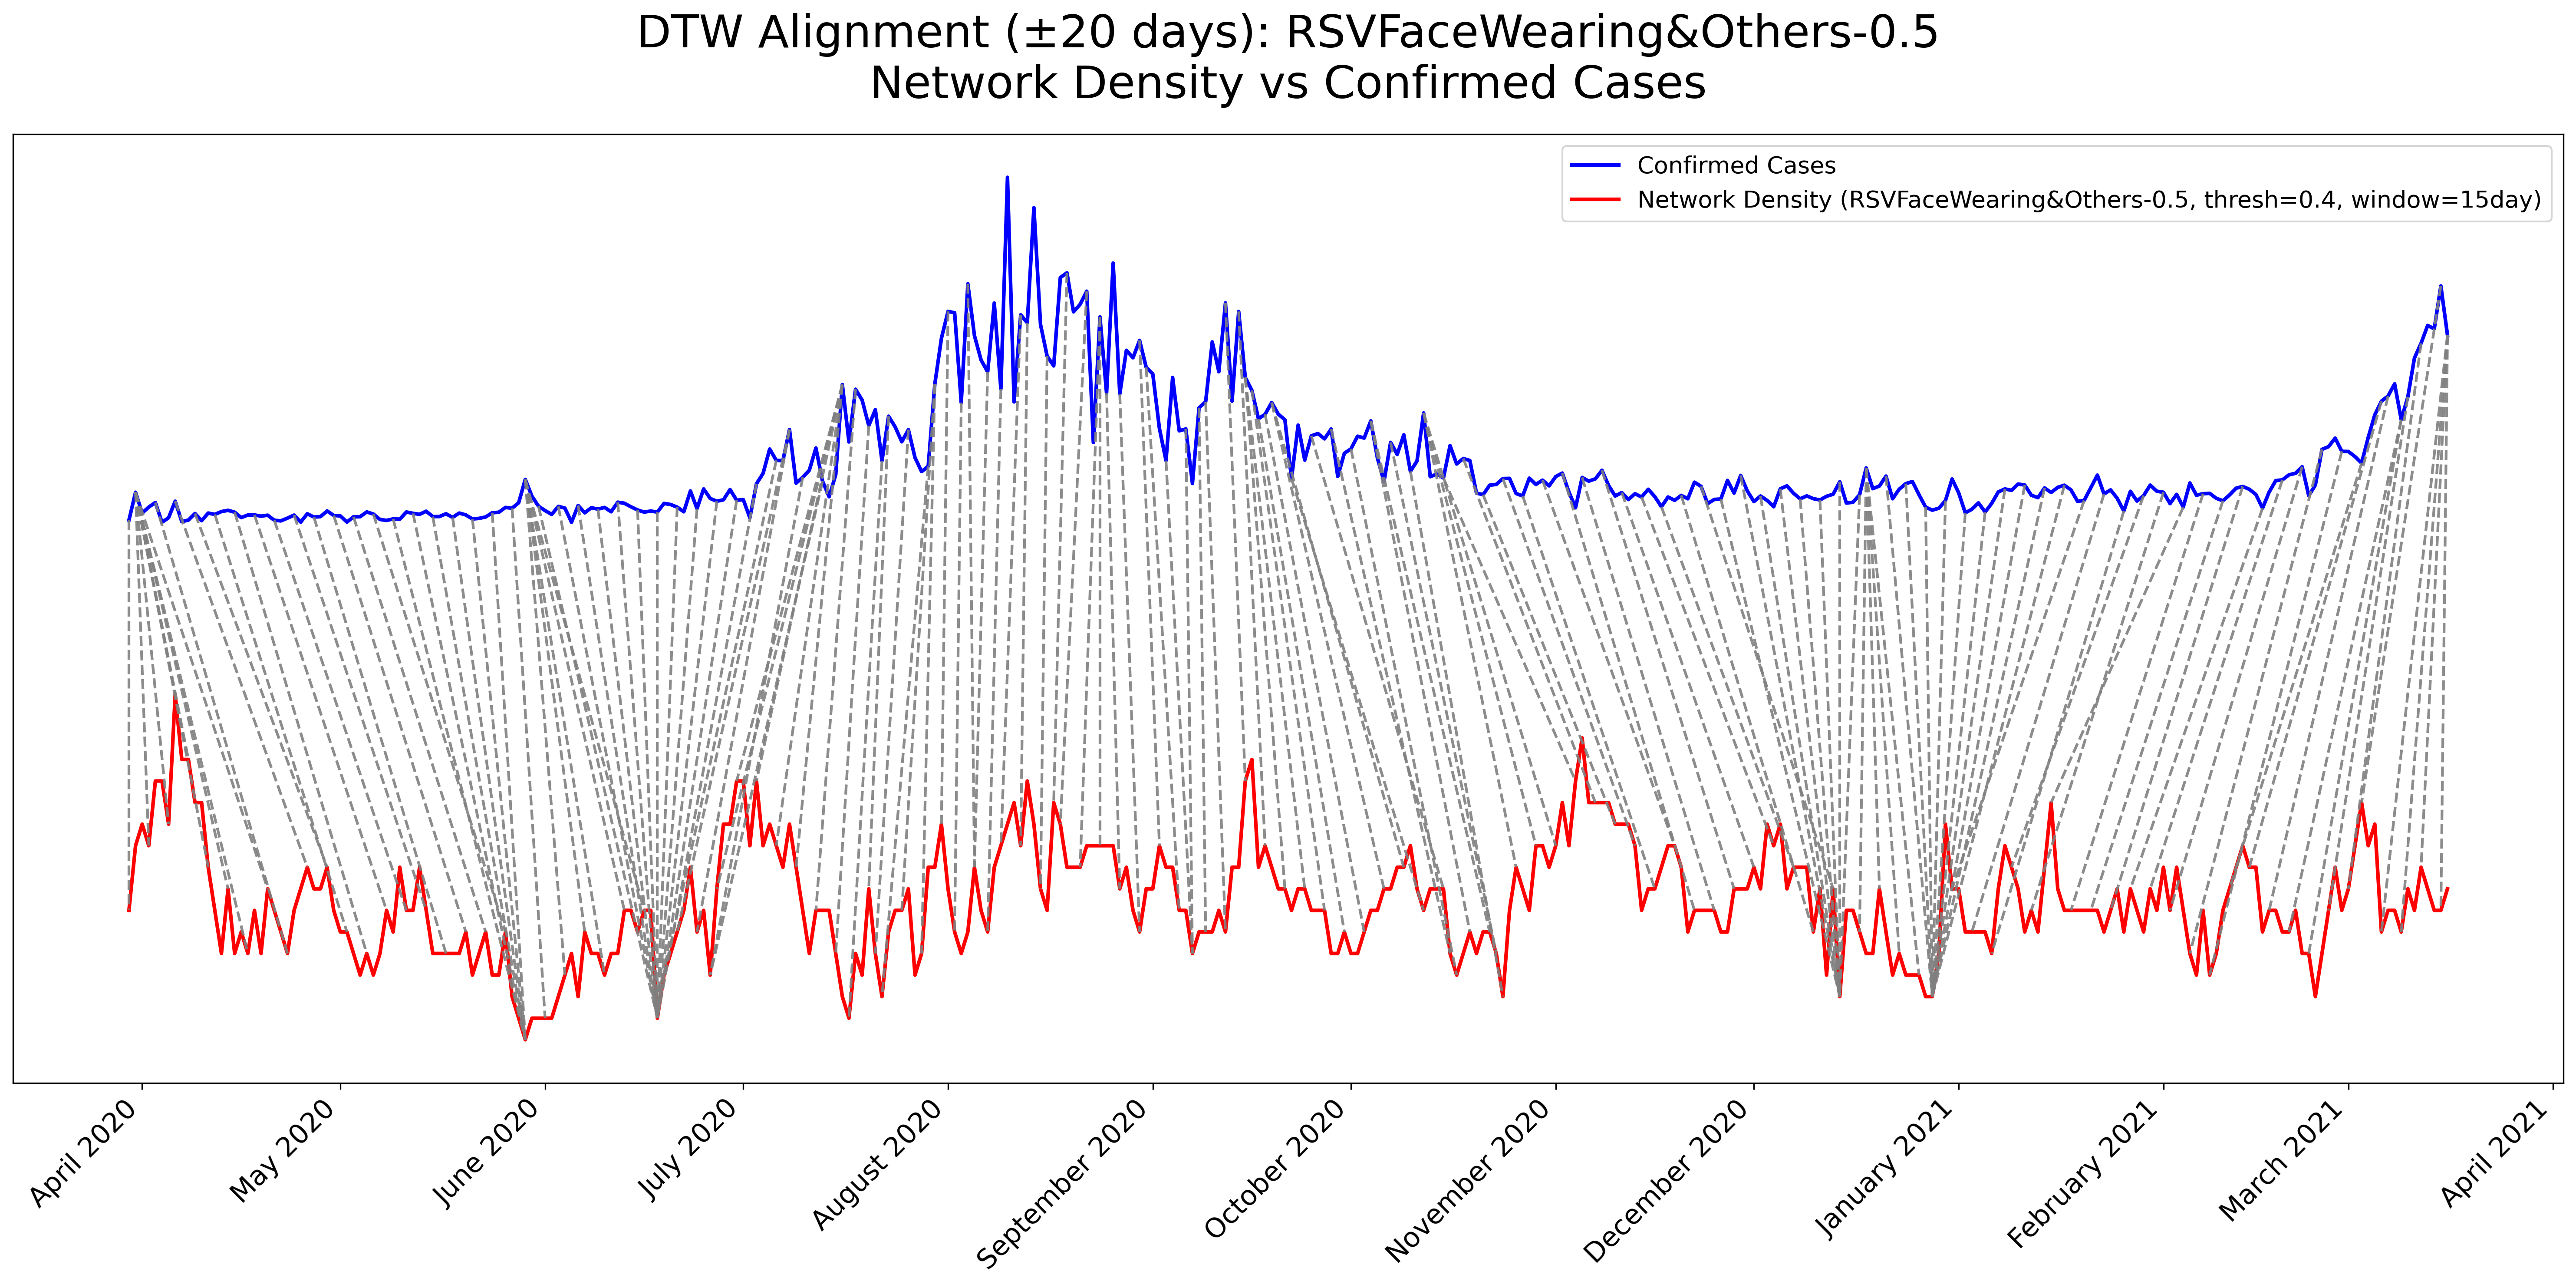 DTW Alignment (±20 days): RSVFaceWearing&Others-0.5
Network Density vs Confirmed Cases
Confirmed Cases
Network Density (RSVFaceWearing&Others-0.5, thresh=0.4, window=15day)
April 2020
May 2020
June 2020
July 2020
August 2020
September 2020
October 2020
November 2020
December 2020
January 2021
February 2021
March 2021
April 2021